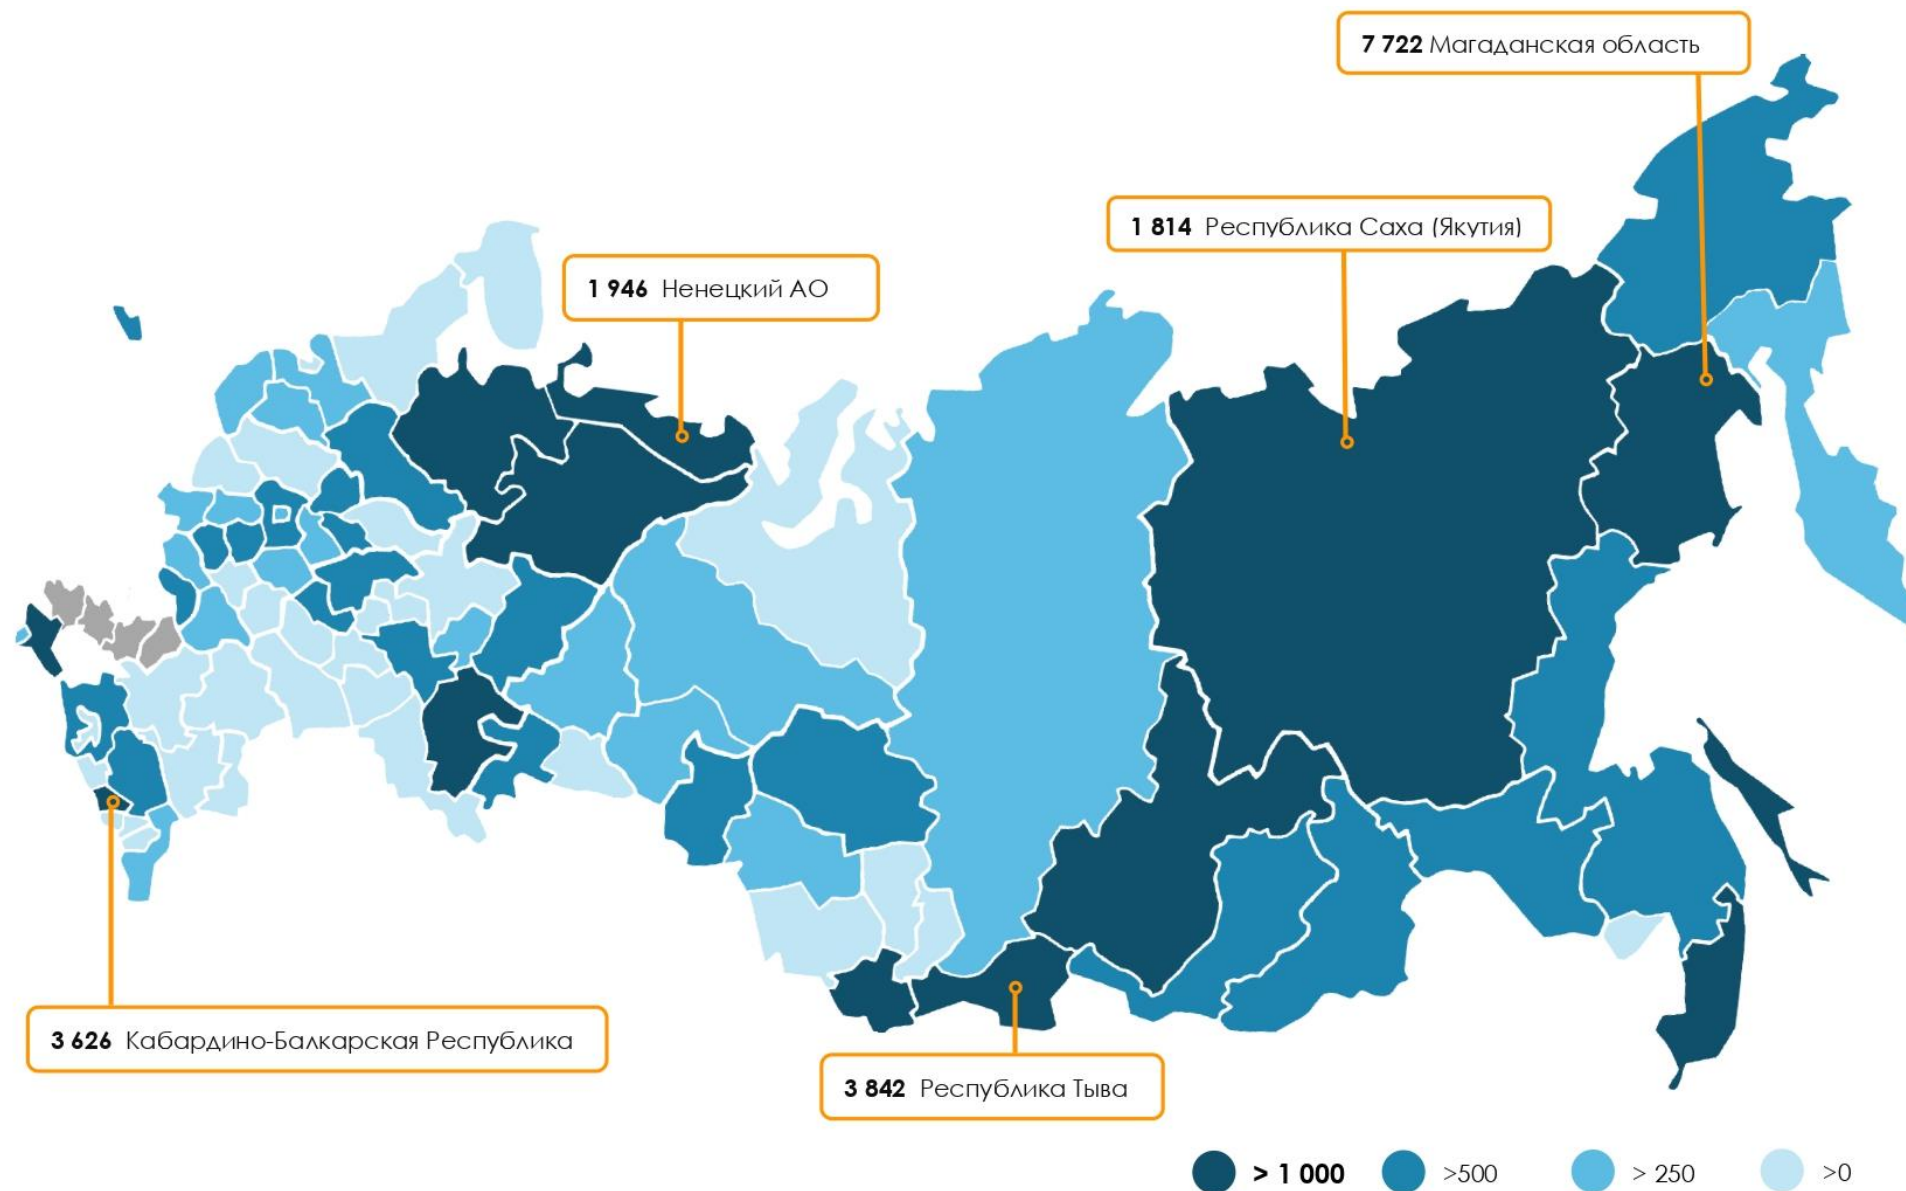 7 722 Магаданская область
1 814 Республика Саха (Якутия)
1 946 Ненецкий АО
3 626 Кабардино-Балкарская Республика
3 842 Республика Тыва
> 1 000
>500
> 250
>0